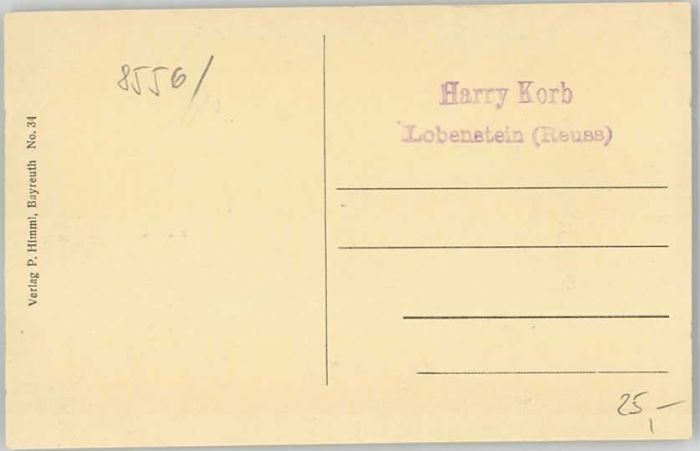 8556/
Harry Korb
Lobenstein (Reuss)
Verlag P. Himml, Bayreuth No. 34
25,-